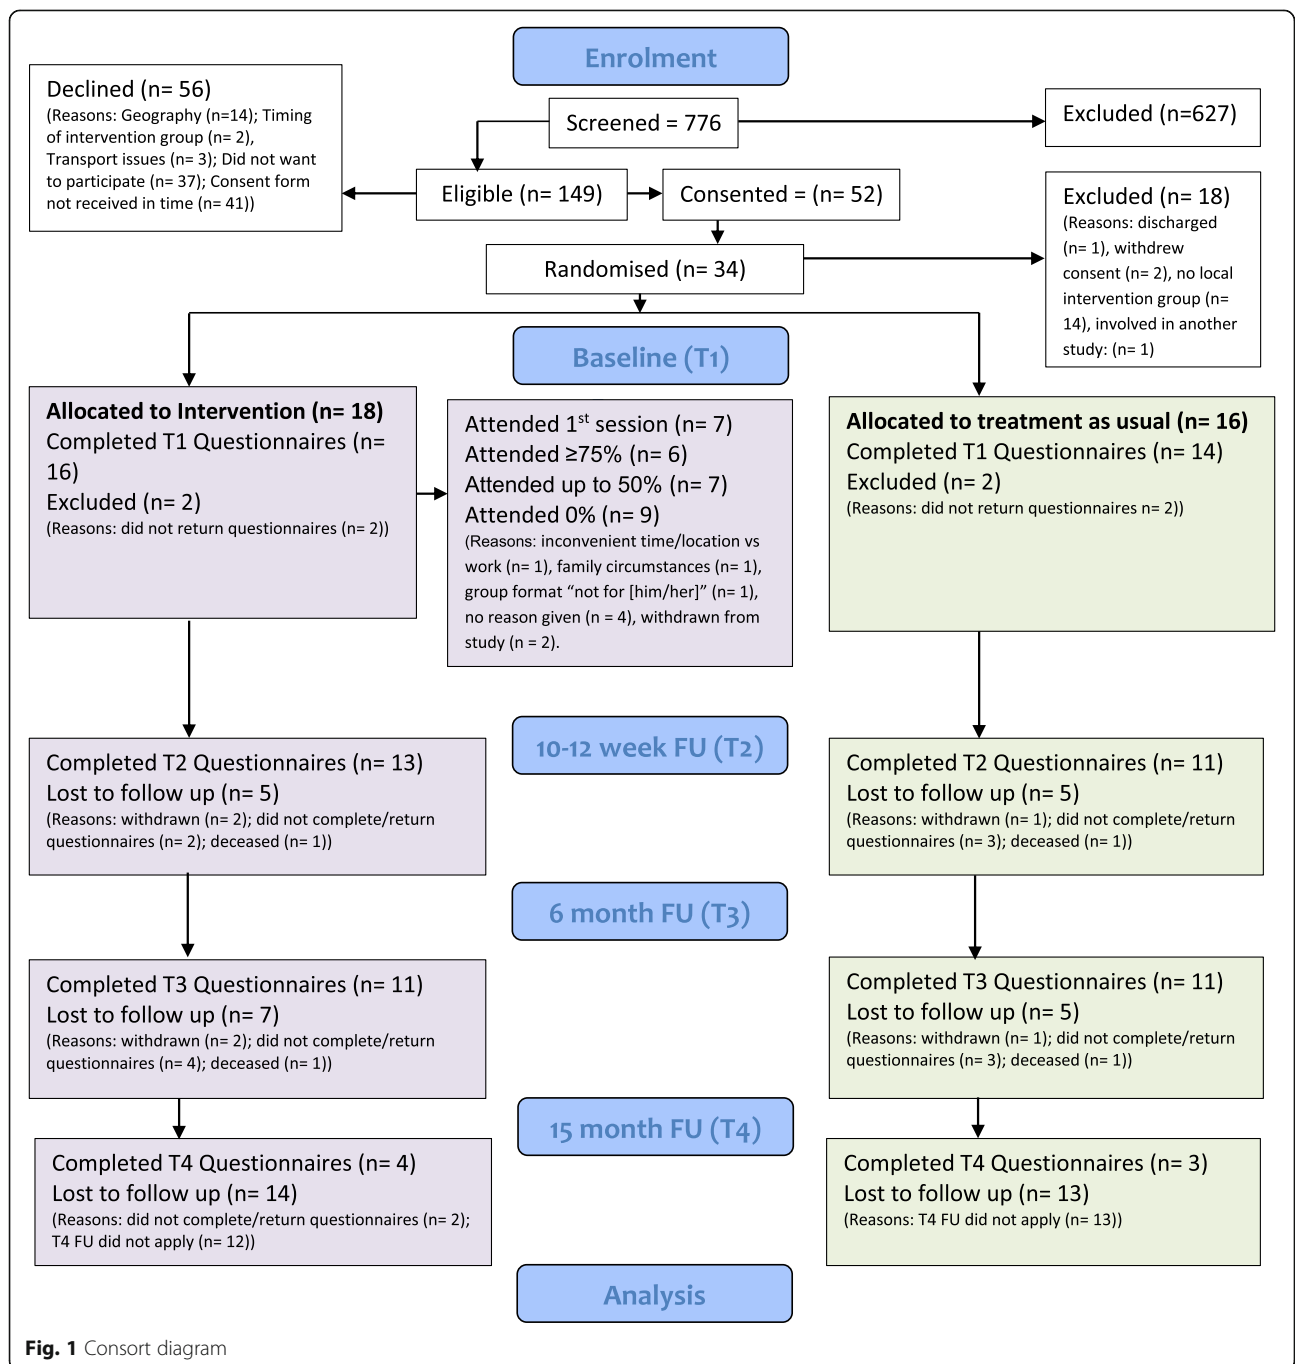 Enrolment
Declined (n= 56)
(Reasons: Geography (n=14); Timing
of intervention group (n= 2),
Transport issues (n= 3); Did not want
to participate (n= 37); Consent form
not received in time (n= 41))
Screened = 776
Excluded (n=627)
Eligible (n= 149)
Consented = (n= 52)
Excluded (n= 18)
(Reasons: discharged
(n= 1), withdrew
consent (n= 2), no local
intervention group (n=
14), involved in another
study: (n= 1)
Randomised (n= 34)
Baseline (T1)
Allocated to Intervention (n= 18)
Completed T1 Questionnaires (n=
16)
Excluded (n= 2)
(Reasons: did not return questionnaires (n= 2))
Attended 1st session (n= 7)
Attended ≥75% (n= 6)
Attended up to 50% (n= 7)
Attended 0% (n= 9)
(Reasons: inconvenient time/location vs
work (n= 1), family circumstances (n= 1),
group format “not for [him/her]” (n= 1),
no reason given (n = 4), withdrawn from
study (n = 2).
Allocated to treatment as usual (n= 16)
Completed T1 Questionnaires (n= 14)
Excluded (n= 2)
(Reasons: did not return questionnaires n= 2))
10-12 week FU (T2)
Completed T2 Questionnaires (n= 13)
Lost to follow up (n= 5)
(Reasons: withdrawn (n= 2); did not complete/return
questionnaires (n= 2); deceased (n= 1))
Completed T2 Questionnaires (n= 11)
Lost to follow up (n= 5)
(Reasons: withdrawn (n= 1); did not complete/return
questionnaires (n= 3); deceased (n= 1))
6 month FU (T3)
Completed T3 Questionnaires (n= 11)
Lost to follow up (n= 7)
(Reasons: withdrawn (n= 2); did not complete/return
questionnaires (n= 4); deceased (n= 1))
Completed T3 Questionnaires (n= 11)
Lost to follow up (n= 5)
(Reasons: withdrawn (n= 1); did not complete/return
questionnaires (n= 3); deceased (n= 1))
15 month FU (T4)
Completed T4 Questionnaires (n= 4)
Lost to follow up (n= 14)
(Reasons: did not complete/return questionnaires (n= 2);
T4 FU did not apply (n= 12))
Completed T4 Questionnaires (n= 3)
Lost to follow up (n= 13)
(Reasons: T4 FU did not apply (n= 13))
Analysis
Fig. 1 Consort diagram